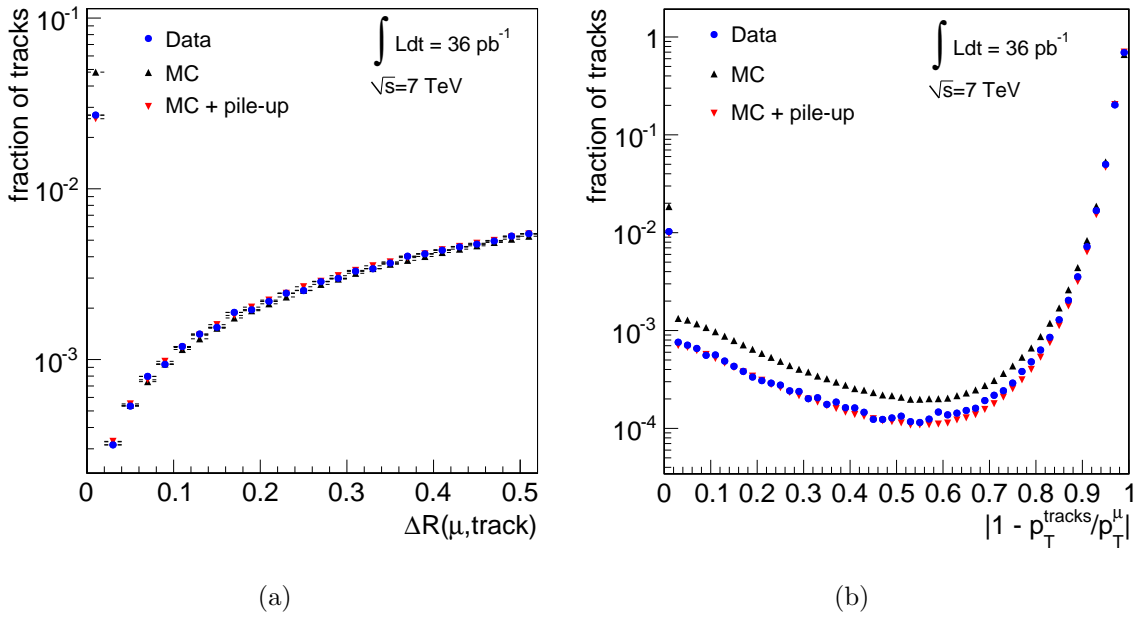 fraction of tracks
10⁻¹
10⁻²
10⁻³
Data
MC
MC + pile-up
∫ Ldt = 36 pb⁻¹
√s=7 TeV
0 0.1 0.2 0.3 0.4 0.5
ΔR(μ,track)
(a)
fraction of tracks
1
10⁻¹
10⁻²
10⁻³
10⁻⁴
Data
MC
MC + pile-up
∫ Ldt = 36 pb⁻¹
√s=7 TeV
0 0.1 0.2 0.3 0.4 0.5 0.6 0.7 0.8 0.9 1
|1 - p_T^tracks/p_T^μ|
(b)